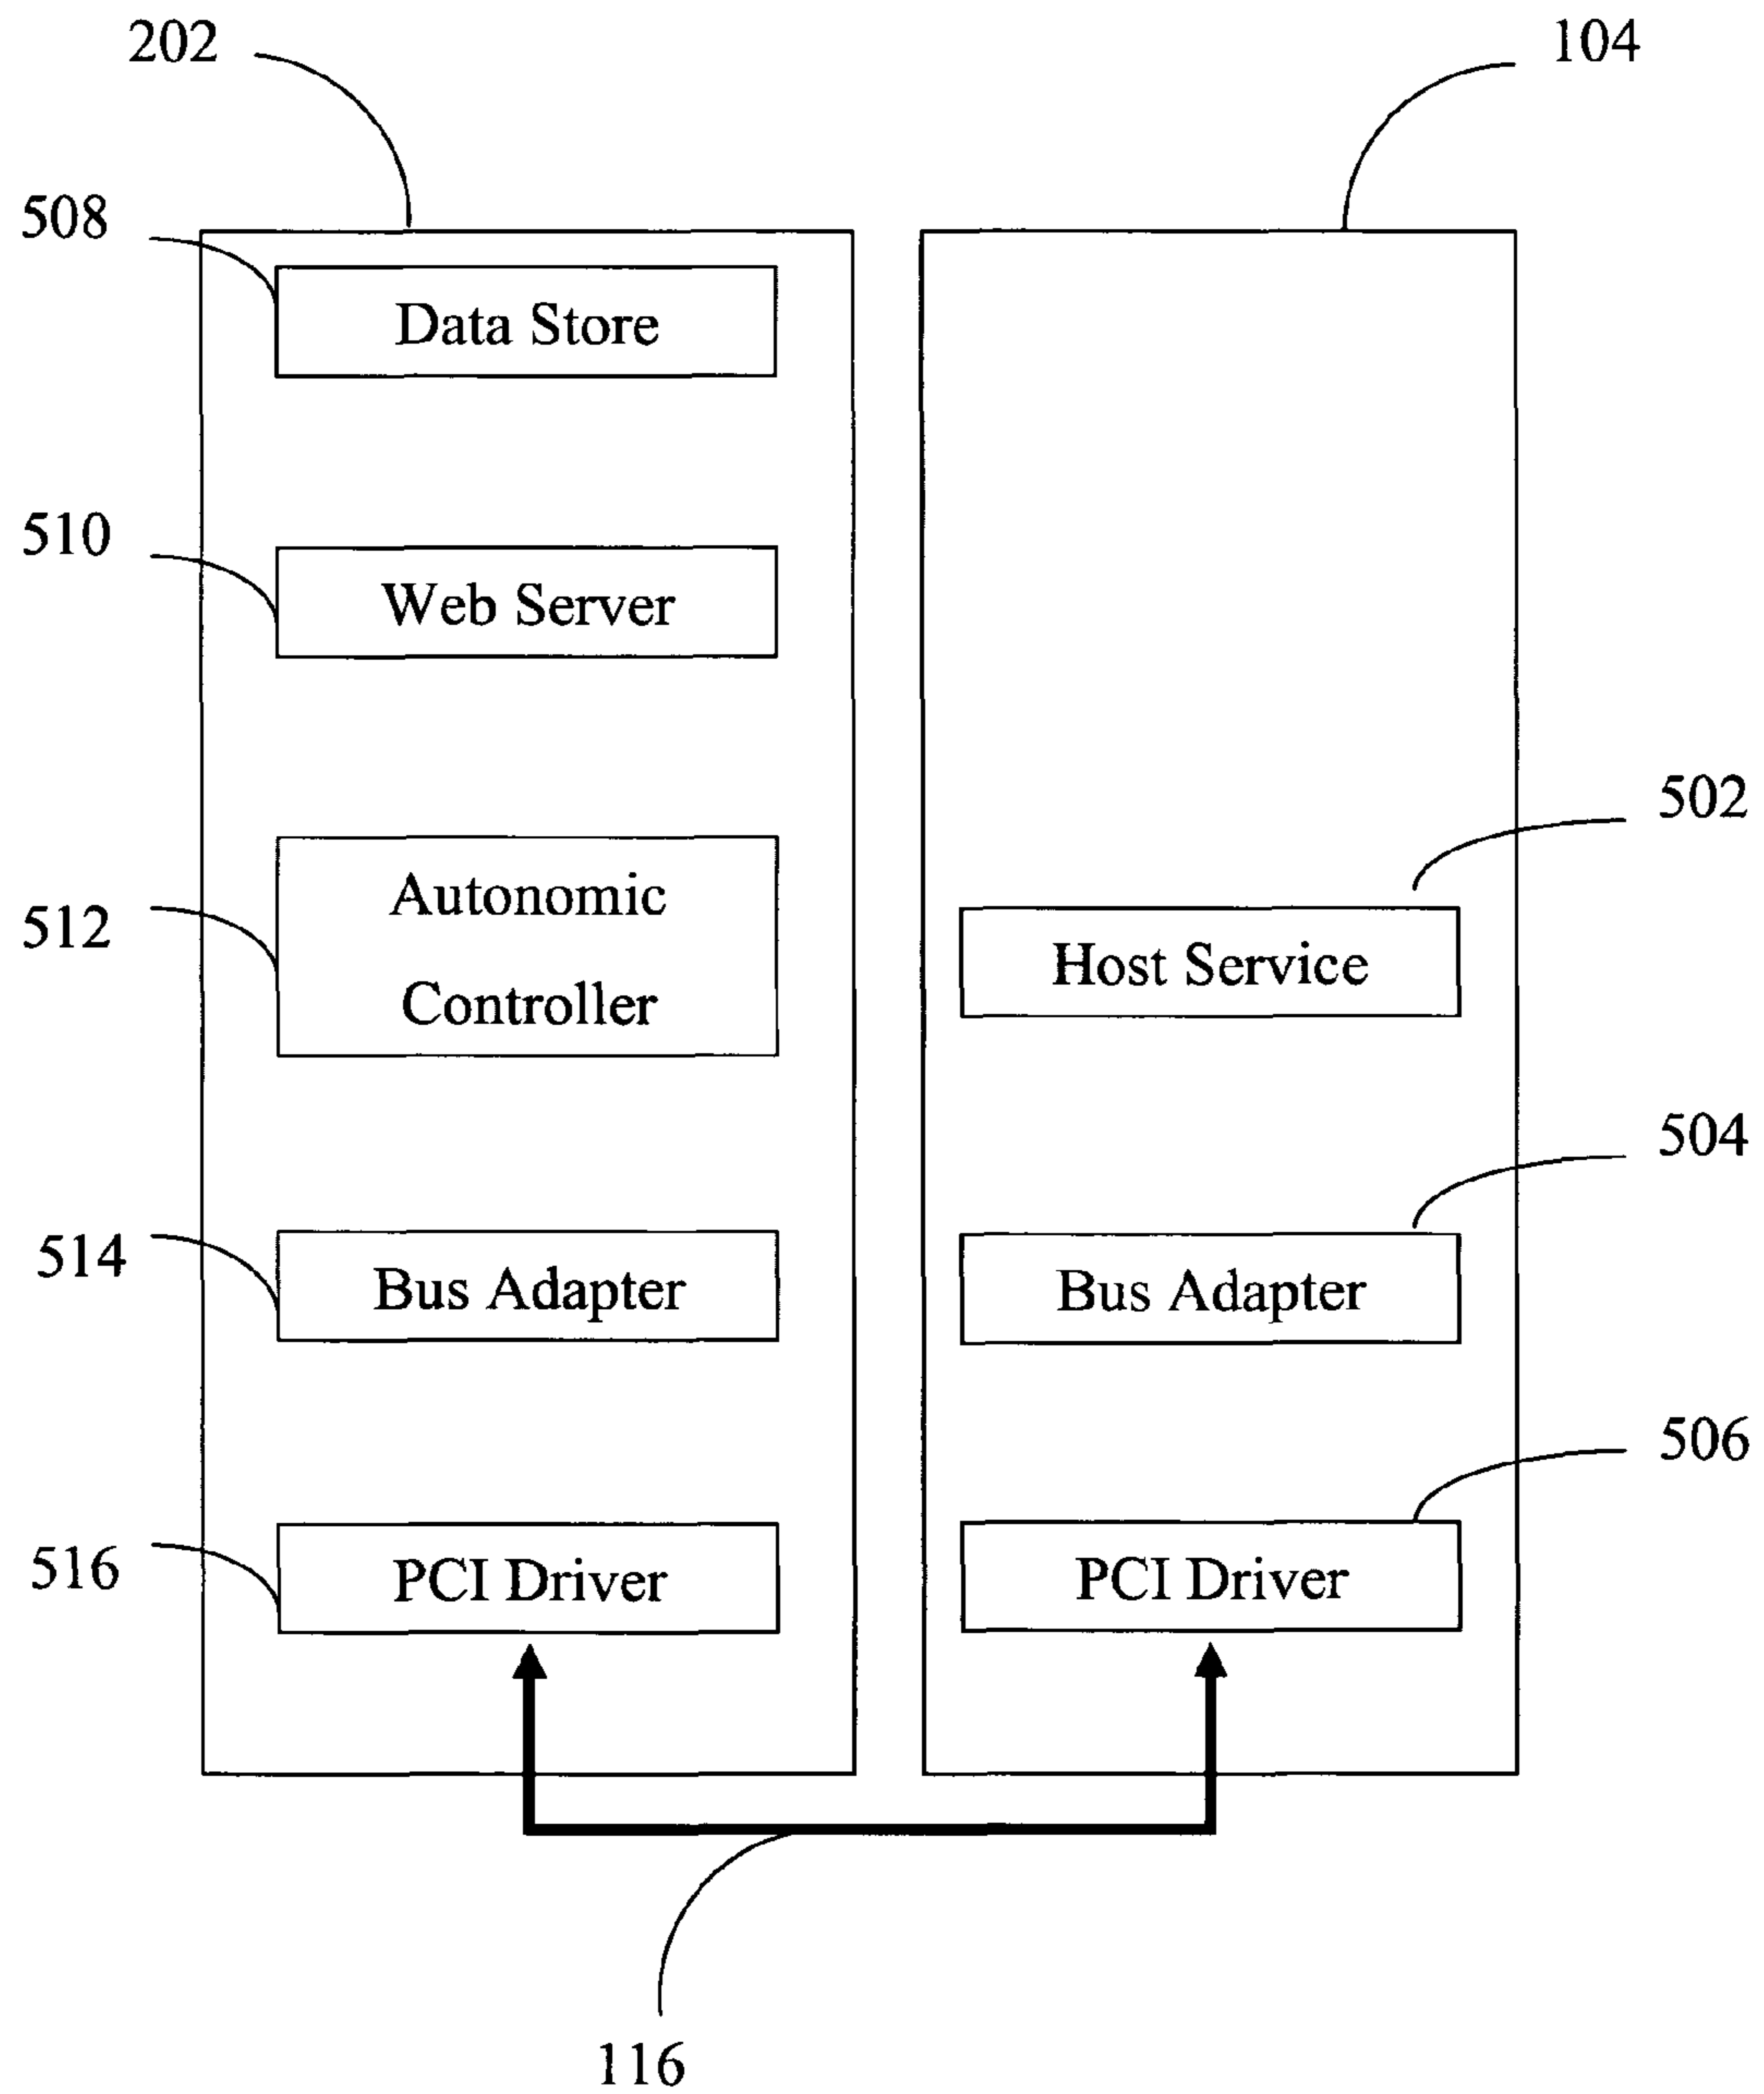 202
104
508
Data Store
510
Web Server
502
512
Autonomic
Controller
Host Service
504
514
Bus Adapter
Bus Adapter
506
516
PCI Driver
PCI Driver
116